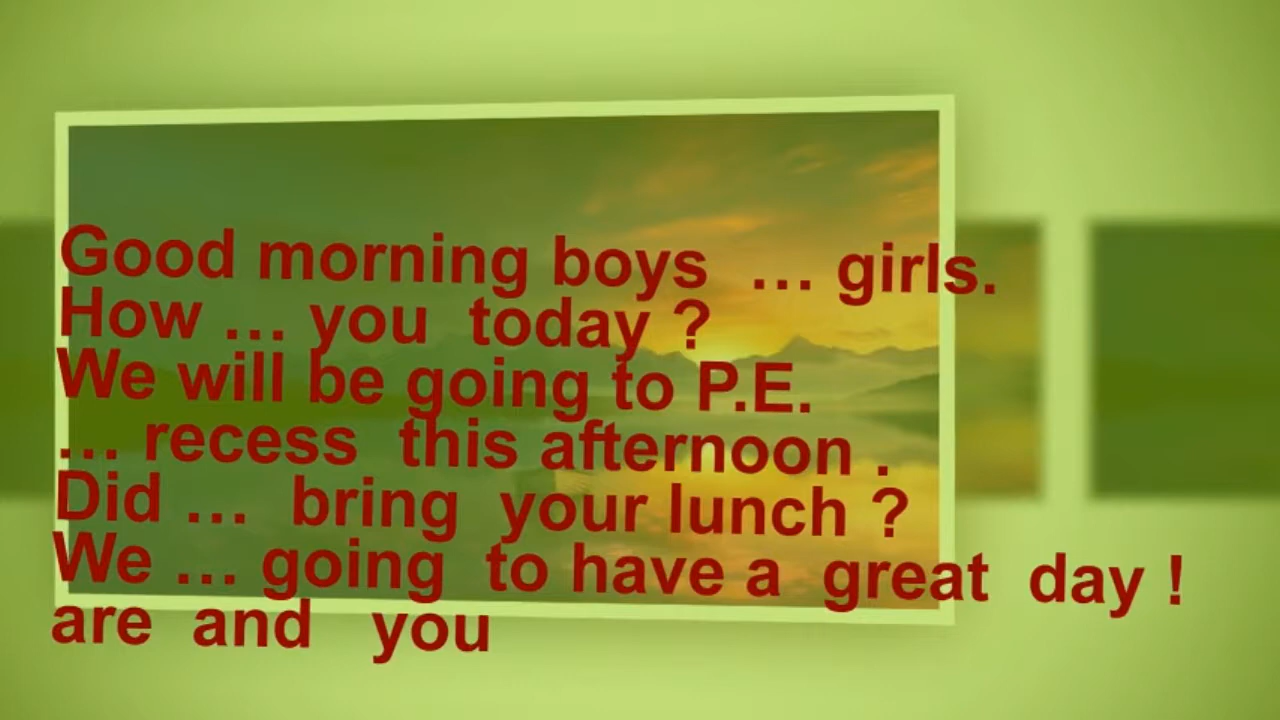 Good morning boys … girls.
How … you today ?
We will be going to P.E.
… recess this afternoon .
Did … bring your lunch ?
We … going to have a great day !
are and you